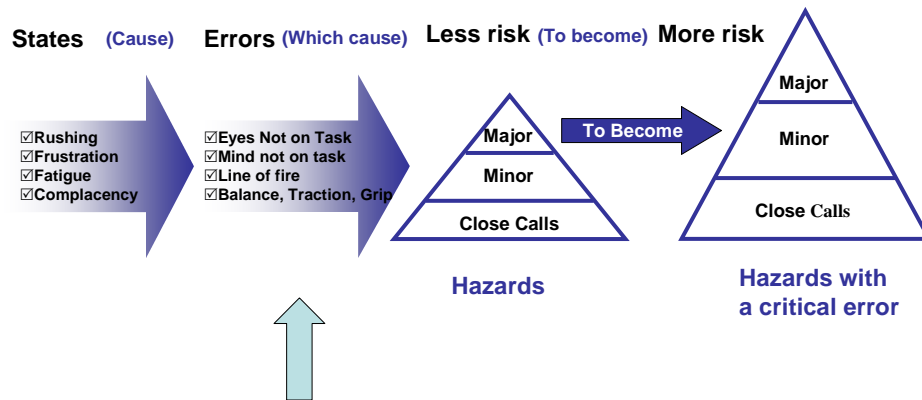 States (Cause) Errors (Which cause) Less risk (To become) More risk
☑Rushing
☑Frustration
☑Fatigue
☑Complacency
☑Eyes Not on Task
☑Mind not on task
☑Line of fire
☑Balance, Traction, Grip
Major
Minor
Close Calls
Hazards
To Become
Major
Minor
Close Calls
Hazards with
a critical error